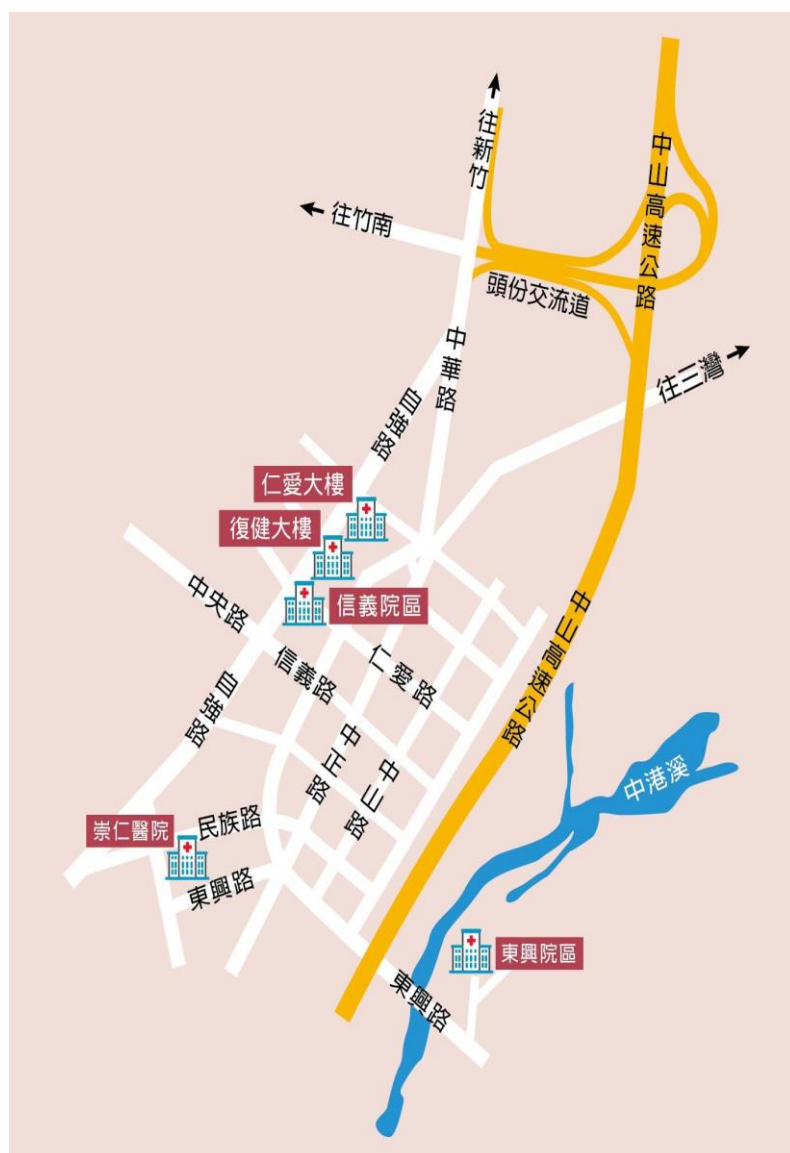 往新竹
中山高速公路
往竹南
頭份交流道
中華路
往三灣
自強路
仁愛大樓
復健大樓
信義院區
中央路
中山高速公路
仁愛路
信義路
自強路
中正路
中山路
中港溪
民族路
崇仁醫院
東興路
東興院區
東興路